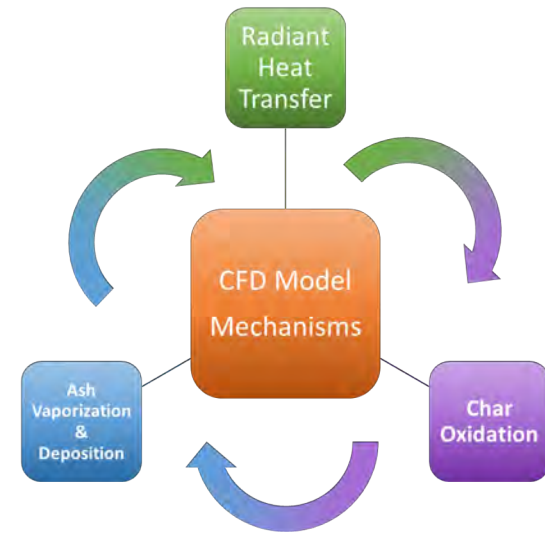 Radiant
Heat
Transfer
CFD Model
Mechanisms
Ash
Vaporization
&
Deposition
Char
Oxidation